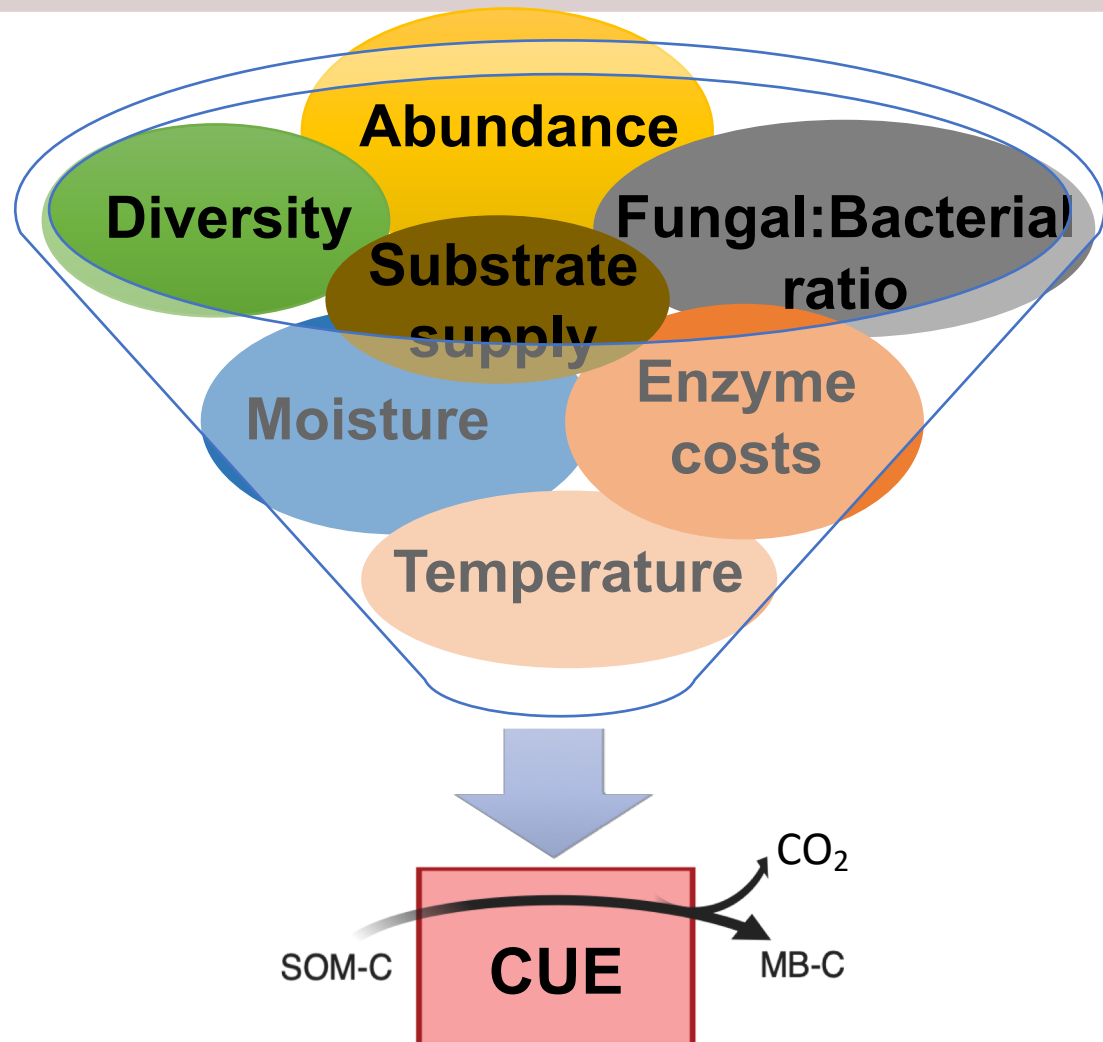 Abundance
Diversity
Fungal:Bacterial
ratio
Substrate
supply
Moisture
Enzyme
costs
Temperature
CO₂
SOM-C
CUE
MB-C